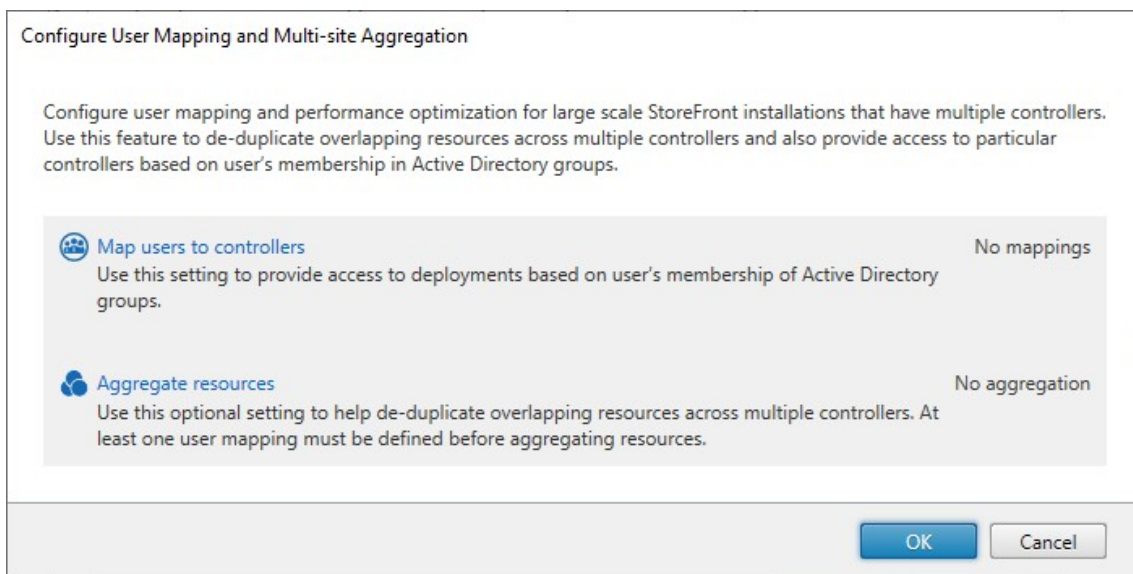 Configure User Mapping and Multi-site Aggregation
Configure user mapping and performance optimization for large scale StoreFront installations that have multiple controllers.
Use this feature to de-duplicate overlapping resources across multiple controllers and also provide access to particular
controllers based on user's membership in Active Directory groups.
Map users to controllers
No mappings
Use this setting to provide access to deployments based on user's membership of Active Directory
groups.
Aggregate resources
No aggregation
Use this optional setting to help de-duplicate overlapping resources across multiple controllers. At
least one user mapping must be defined before aggregating resources.
OK
Cancel